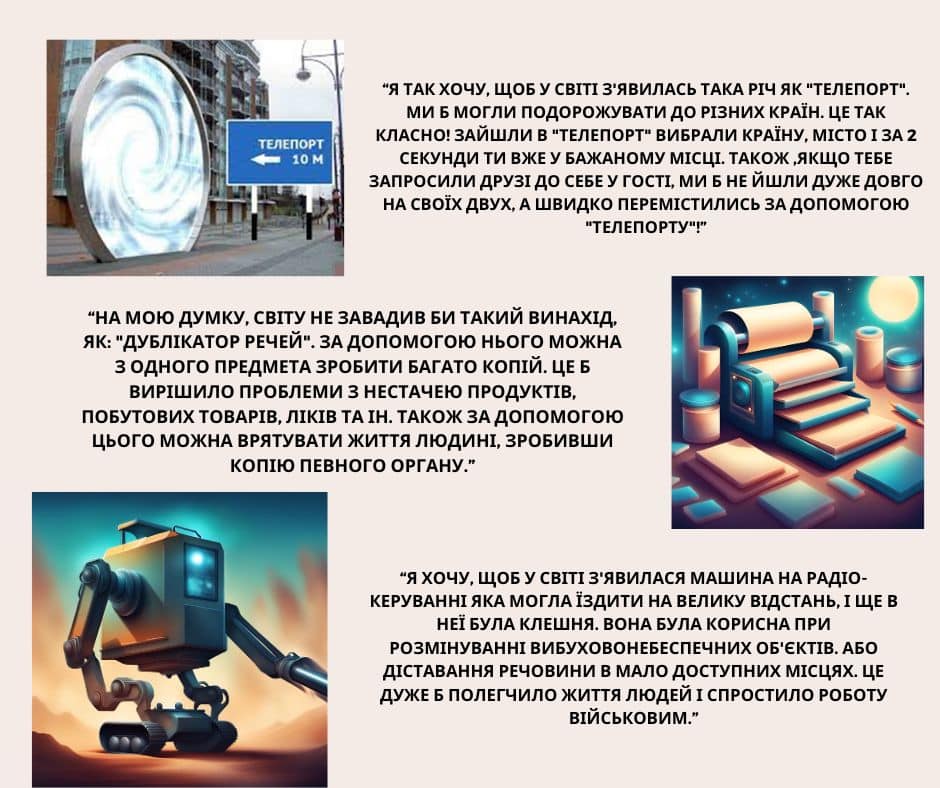 ТЕЛЕПОРТ
10 М
“Я ТАК ХОЧУ, ЩОБ У СВІТІ З'ЯВИЛАСЬ ТАКА РІЧ ЯК "ТЕЛЕПОРТ".
МИ Б МОГЛИ ПОДОРОЖУВАТИ ДО РІЗНИХ КРАЇН. ЦЕ ТАК
КЛАСНО! ЗАЙШЛИ В "ТЕЛЕПОРТ" ВИБРАЛИ КРАЇНУ, МІСТО І ЗА 2
СЕКУНДИ ТИ ВЖЕ У БАЖАНОМУ МІСЦІ. ТАКОЖ ,ЯКЩО ТЕБЕ
ЗАПРОСИЛИ ДРУЗІ ДО СЕБЕ У ГОСТІ, МИ Б НЕ ЙШЛИ ДУЖЕ ДОВГО
НА СВОЇХ ДВУХ, А ШВИДКО ПЕРЕМІСТИЛИСЬ ЗА ДОПОМОГОЮ
"ТЕЛЕПОРТУ"!”
“НА МОЮ ДУМКУ, СВІТУ НЕ ЗАВАДИВ БИ ТАКИЙ ВИНАХІД,
ЯК: "ДУБЛІКАТОР РЕЧЕЙ". ЗА ДОПОМОГОЮ НЬОГО МОЖНА
З ОДНОГО ПРЕДМЕТА ЗРОБИТИ БАГАТО КОПІЙ. ЦЕ Б
ВИРІШИЛО ПРОБЛЕМИ З НЕСТАЧЕЮ ПРОДУКТІВ,
ПОБУТОВИХ ТОВАРІВ, ЛІКІВ ТА ІН. ТАКОЖ ЗА ДОПОМОГОЮ
ЦЬОГО МОЖНА ВРЯТУВАТИ ЖИТТЯ ЛЮДИНІ, ЗРОБИВШИ
КОПІЮ ПЕВНОГО ОРГАНУ.”
“Я ХОЧУ, ЩОБ У СВІТІ З'ЯВИЛАСЯ МАШИНА НА РАДІО-
КЕРУВАННІ ЯКА МОГЛА ЇЗДИТИ НА ВЕЛИКУ ВІДСТАНЬ, І ЩЕ В
НЕЇ БУЛА КЛЕШНЯ. ВОНА БУЛА КОРИСНА ПРИ
РОЗМІНУВАННІ ВИБУХОВОНЕБЕСПЕЧНИХ ОБ'ЄКТІВ. АБО
ДІСТАВАННЯ РЕЧОВИНИ В МАЛО ДОСТУПНИХ МІСЦЯХ. ЦЕ
ДУЖЕ Б ПОЛЕГЧИЛО ЖИТТЯ ЛЮДЕЙ І СПРОСТИЛО РОБОТУ
ВІЙСЬКОВИМ.”